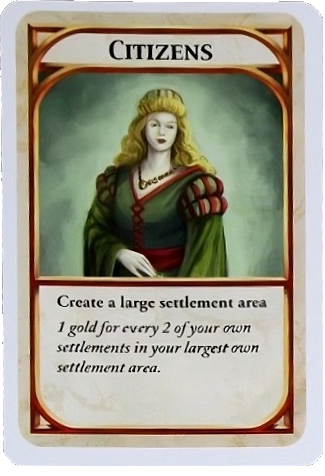 CITIZENS
Create a large settlement area
1 gold for every 2 of your own
settlements in your largest own
settlement area.